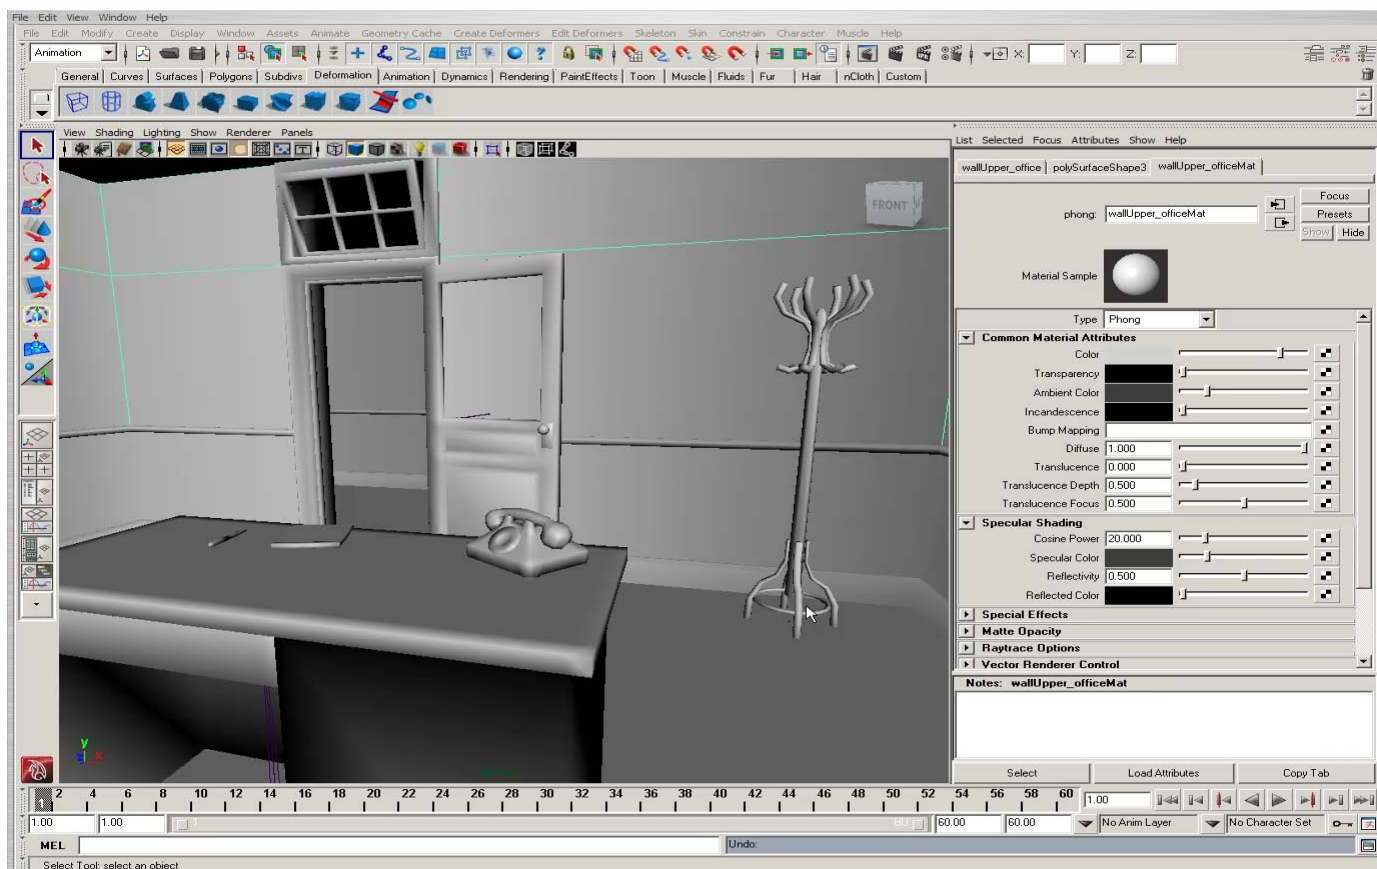 File Edit View Window Help
File Edit Modify Create Display Window Assets Animate Geometry Cache Create Deformers Edit Deformers Skeleton Skin Constrain Character Muscle Help
Animation X: Y: Z:
General Curves Surfaces Polygons Subdivs Deformation Animation Dynamics Rendering PaintEffects Toon Muscle Fluids Fur Hair nCloth Custom
View Shading Lighting Show Renderer Panels
List Selected Focus Attributes Show Help
wallUpper_office polySurfaceShape3 wallUpper_officeMat
Focus
phong: wallUpper_officeMat
Presets
Show Hide
FRONT
Material Sample
Type Phong
Common Material Attributes
Color
Transparency
Ambient Color
Incandescence
Bump Mapping
Diffuse 1.000
Translucence 0.000
Translucence Depth 0.500
Translucence Focus 0.500
Specular Shading
Cosine Power 20.000
Specular Color
Reflectivity 0.500
Reflected Color
Special Effects
Matte Opacity
Raytrace Options
Vector Renderer Control
Notes: wallUpper_officeMat
y
z x
Select Load Attributes Copy Tab
1 2 4 6 8 10 12 14 16 18 20 22 24 26 28 30 32 34 36 38 40 42 44 46 48 50 52 54 56 58 60 1.00
1.00 1.00 1 60 60.00 60.00 No Anim Layer No Character Set
MEL Undo:
Select Tool: select an object